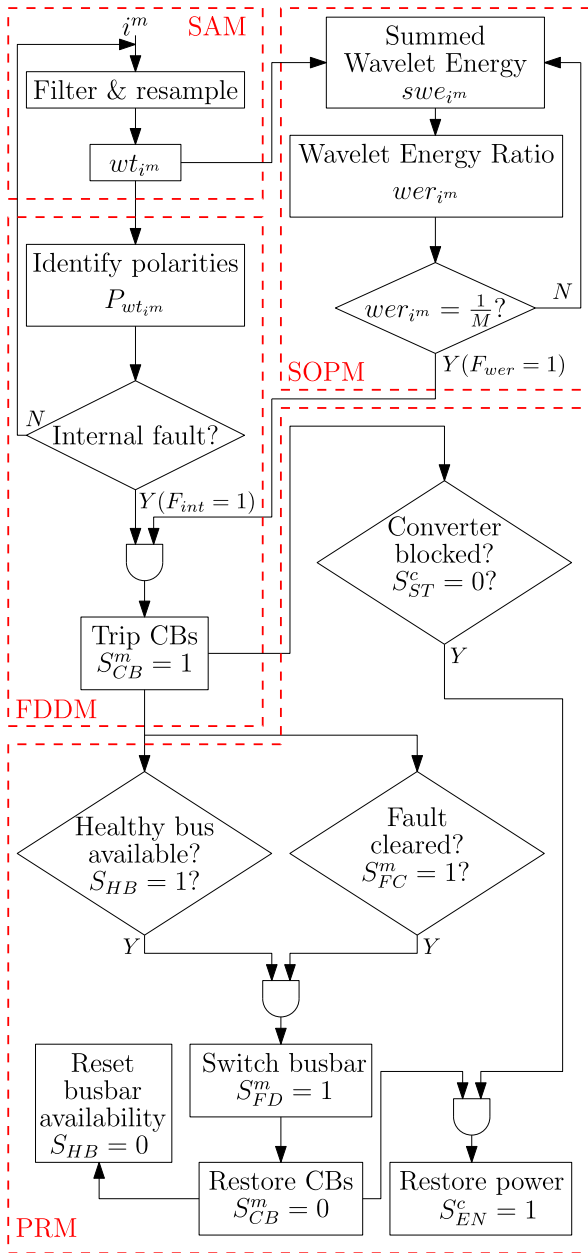 i^m
SAM
Filter & resample
wt_{i^m}
Summed
Wavelet Energy
swe_{i^m}
Wavelet Energy Ratio
wer_{i^m}
wer_{i^m} = \frac{1}{M}?
N
Y(F_{wer} = 1)
SOPM
Identify polarities
P_{wt_{i^m}}
N
Internal fault?
Y(F_{int} = 1)
Trip CBs
S^m_{CB} = 1
FDDM
Converter
blocked?
S^c_{ST} = 0?
Y
Healthy bus
available?
S_{HB} = 1?
Y
Fault
cleared?
S^m_{FC} = 1?
Y
Reset
busbar
availability
S_{HB} = 0
Switch busbar
S^m_{FD} = 1
Restore CBs
S^m_{CB} = 0
Restore power
S^c_{EN} = 1
PRM